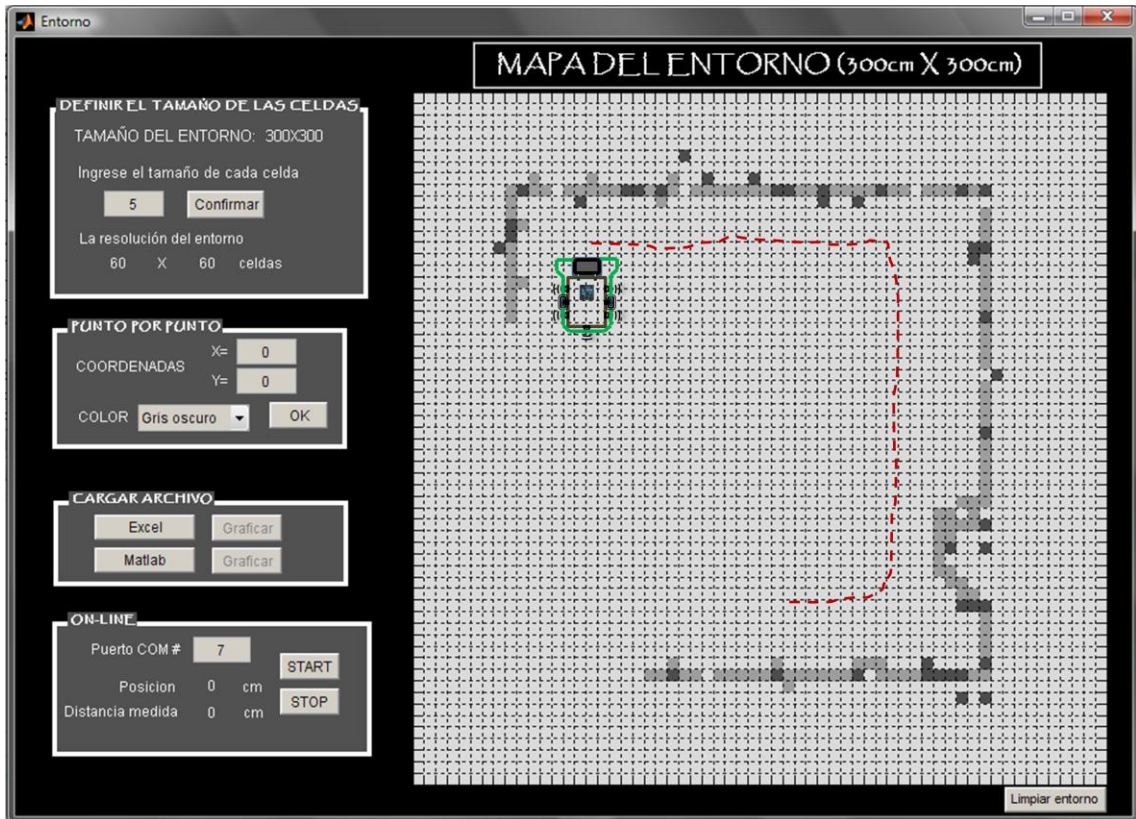 Entorno
MAPA DEL ENTORNO (300cm X 300cm)
DEFINIR EL TAMAÑO DE LAS CELDAS
TAMAÑO DEL ENTORNO: 300X300
Ingrese el tamaño de cada celda
5 Confirmar
La resolución del entorno
60 X 60 celdas
PUNTO POR PUNTO
COORDENADAS
X= 0
Y= 0
COLOR Gris oscuro OK
CARGAR ARCHIVO
Excel Graficar
Matlab Graficar
ON-LINE
Puerto COM # 7
START
Posicion 0 cm
STOP
Distancia medida 0 cm
Limpiar entorno